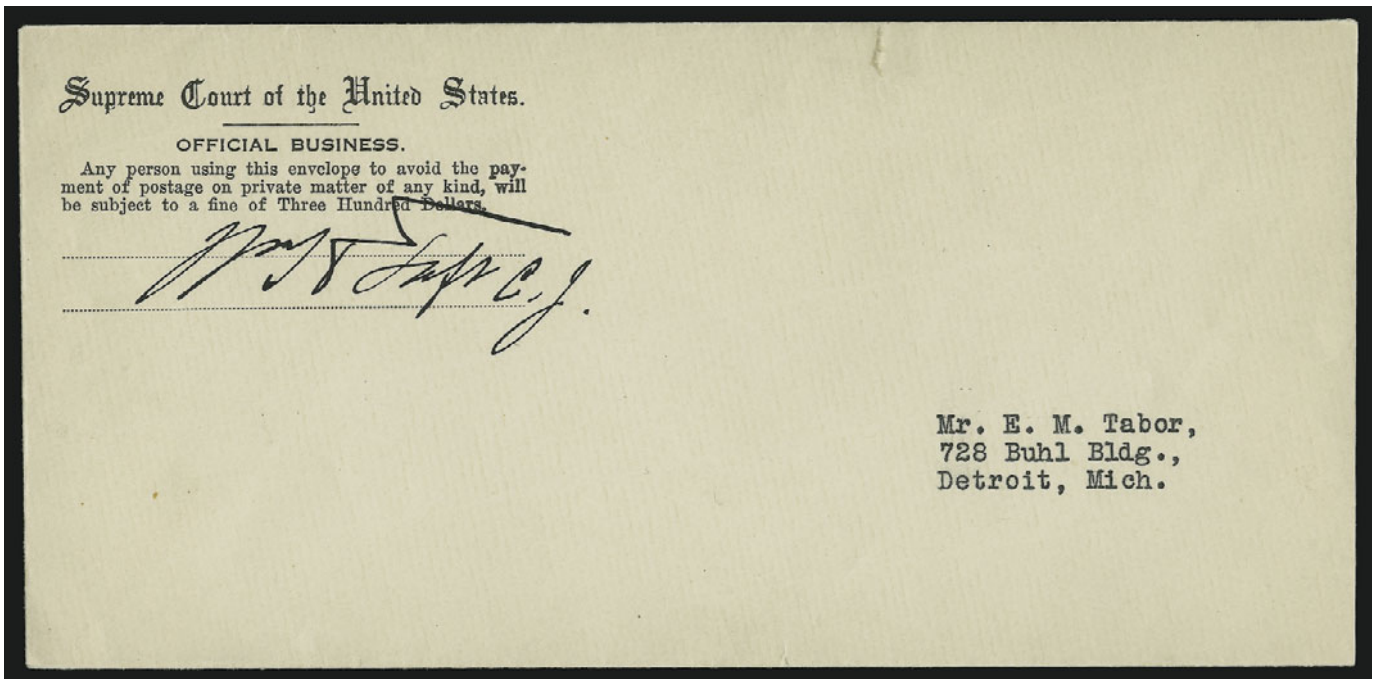 Supreme Court of the United States.
OFFICIAL BUSINESS.
Any person using this envelope to avoid the pay-
ment of postage on private matter of any kind, will
be subject to a fine of Three Hundred Dollars.
Wm H Taft C.J.
Mr. E. M. Tabor,
728 Buhl Bldg.,
Detroit, Mich.